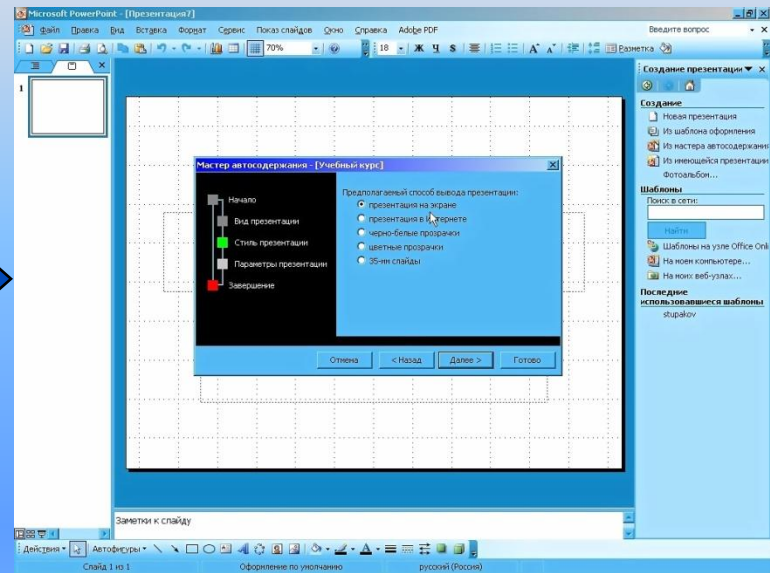 Microsoft PowerPoint - [Презентация7]
Файл Правка Вид Вставка Формат Сервис Показ слайдов Окно Справка Adobe PDF
Введите вопрос
70% 18 Ж Ч S Разметка
1
Создание презентации
Создание
Новая презентация
Из шаблона оформления
Из мастера автосодержания
Из имеющейся презентации
Фотоальбом...
Шаблоны
Поиск в сети:
Найти
Шаблоны на узле Office Onli
На моем компьютере...
На моих веб-узлах...
Последние
использовавшиеся шаблоны
stupakov
Мастер автосодержания - [Учебный курс]
Начало
Вид презентации
Стиль презентации
Параметры презентации
Завершение
Предполагаемый способ вывода презентации:
презентация на экране
презентация в Интернете
черно-белые прозрачки
цветные прозрачки
35-мм слайды
Отмена < Назад Далее > Готово
Заметки к слайду
Действия Автофигуры
Слайд 1 из 1 Оформление по умолчанию русский (Россия)